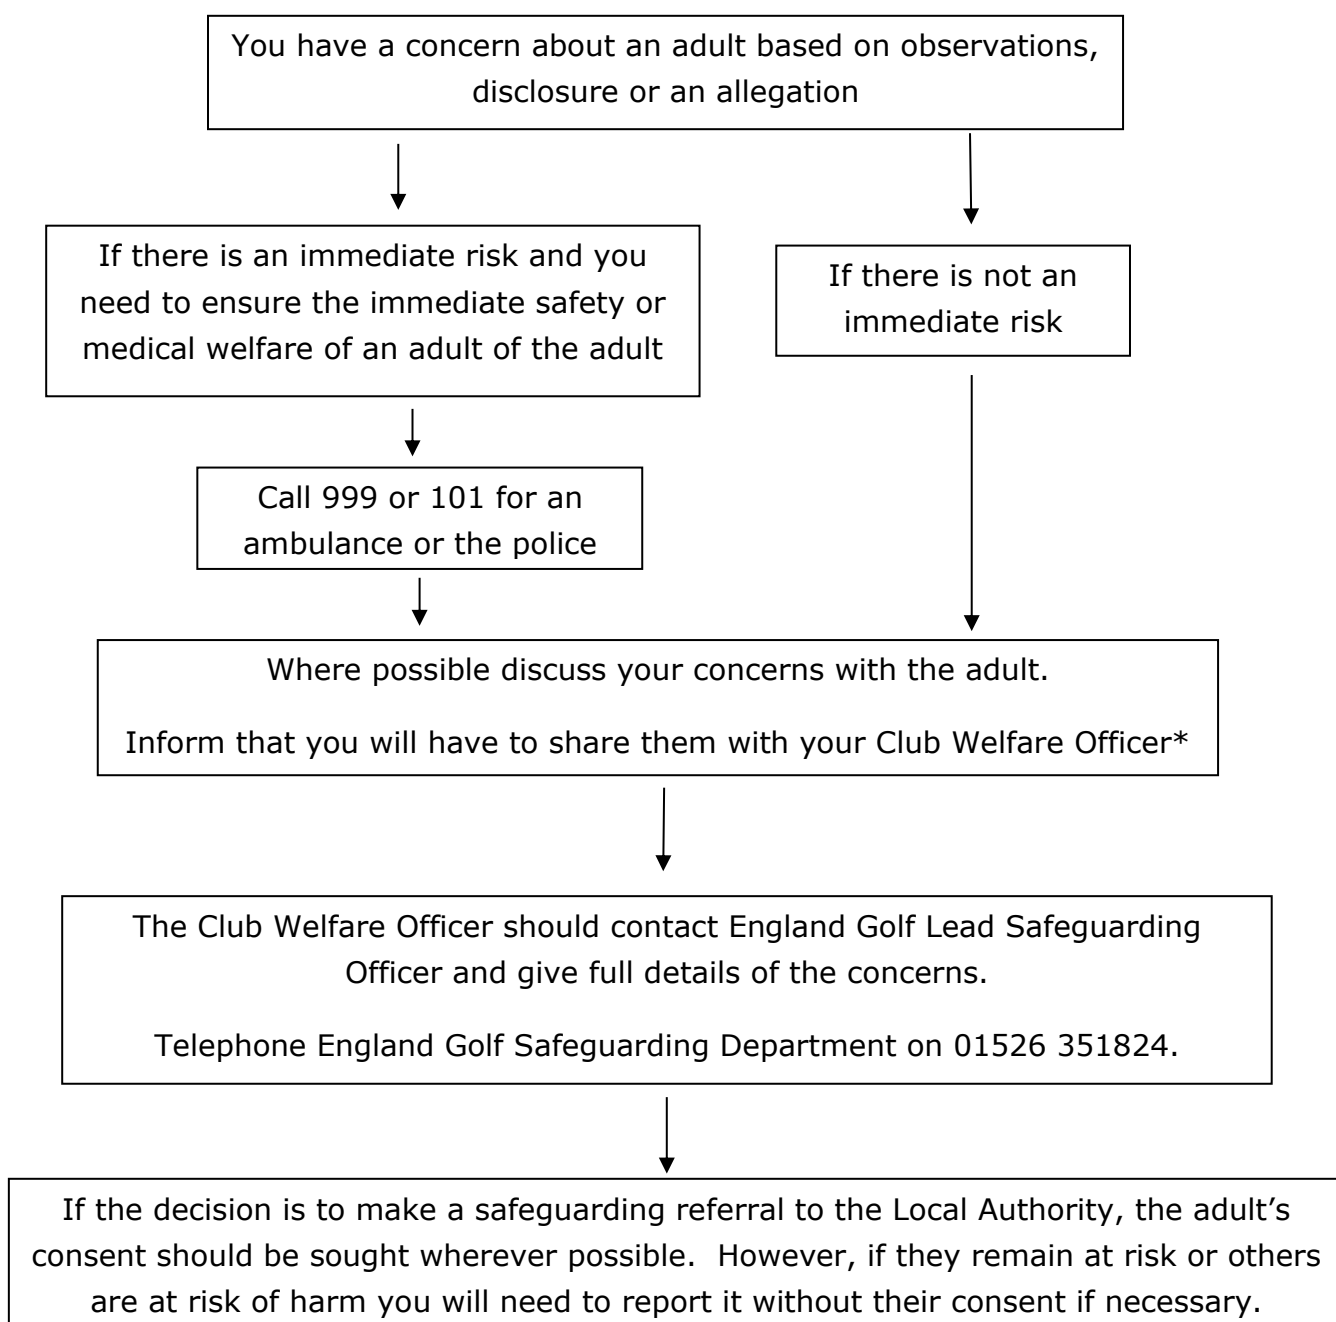 You have a concern about an adult based on observations,
disclosure or an allegation
If there is an immediate risk and you
need to ensure the immediate safety or
medical welfare of an adult of the adult
If there is not an
immediate risk
Call 999 or 101 for an
ambulance or the police
Where possible discuss your concerns with the adult.
Inform that you will have to share them with your Club Welfare Officer*
The Club Welfare Officer should contact England Golf Lead Safeguarding
Officer and give full details of the concerns.
Telephone England Golf Safeguarding Department on 01526 351824.
If the decision is to make a safeguarding referral to the Local Authority, the adult’s
consent should be sought wherever possible.  However, if they remain at risk or others
are at risk of harm you will need to report it without their consent if necessary.